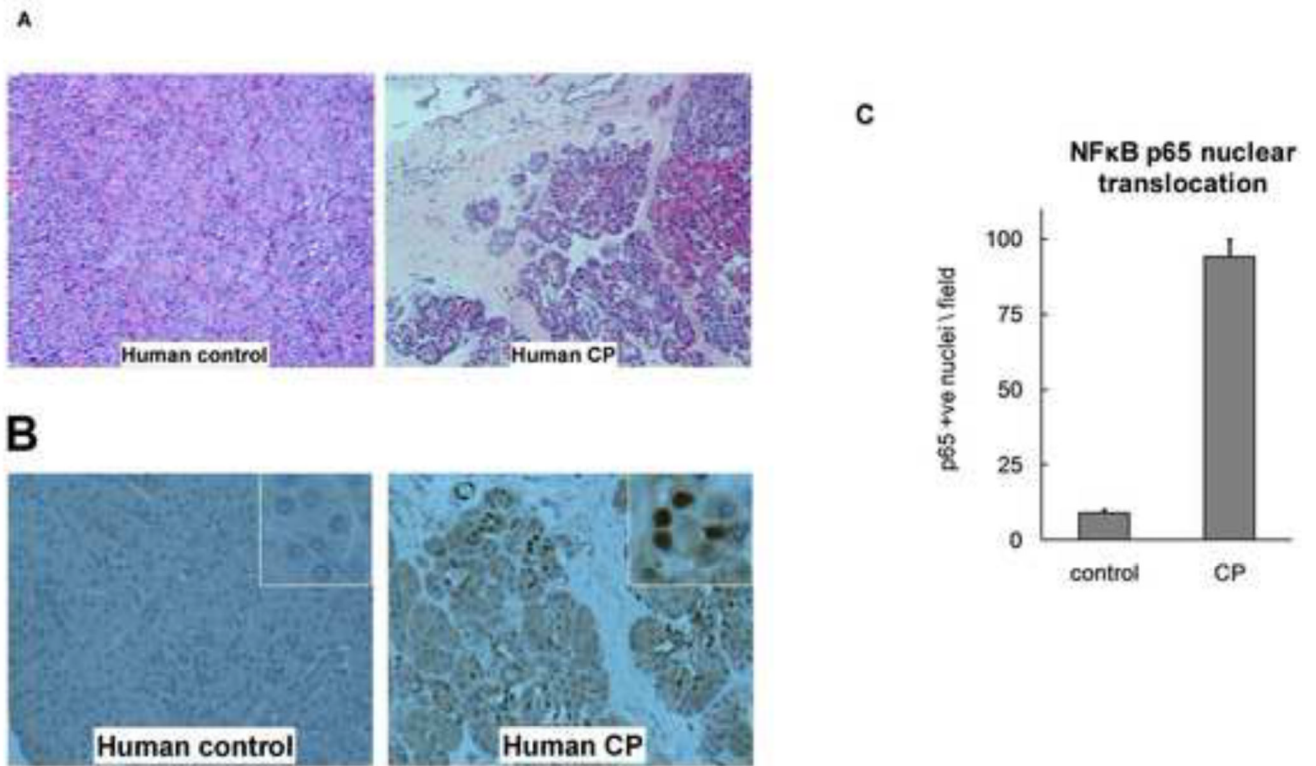 A
Human control
Human CP
B
Human control
Human CP
C
NFκB p65 nuclear
translocation
p65 +ve nuclei \ field
100
75
50
25
0
control
CP